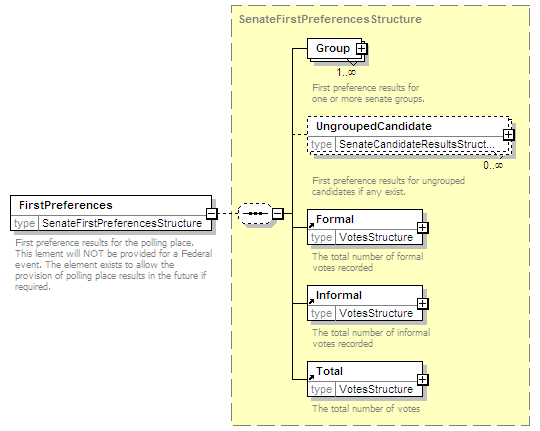 SenateFirstPreferencesStructure
Group
1..∞
First preference results for
one or more senate groups.
UngroupedCandidate
type SenateCandidateResultsStruct...
0..∞
First preference results for ungrouped
candidates if any exist.
FirstPreferences
type SenateFirstPreferencesStructure
First preference results for the polling place.
This lement will NOT be provided for a Federal
event. The element exists to allow the
provision of polling place results in the future if
required.
Formal
type VotesStructure
The total number of formal
votes recorded
Informal
type VotesStructure
The total number of informal
votes recorded
Total
type VotesStructure
The total number of votes